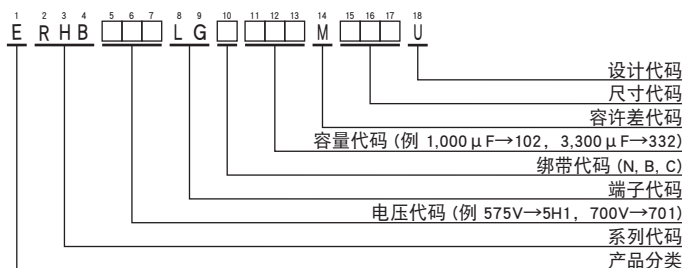 1 2 3 4 5 6 7 8 9 10 11 12 13 14 15 16 17 18
E RHB □□□ LG □ □□□ M □□□ U
设计代码
尺寸代码
容许差代码
容量代码 (例 1,000μF→102，3,300μF→332)
绑带代码 (N, B, C)
端子代码
电压代码 (例 575V→5H1，700V→701)
系列代码
产品分类